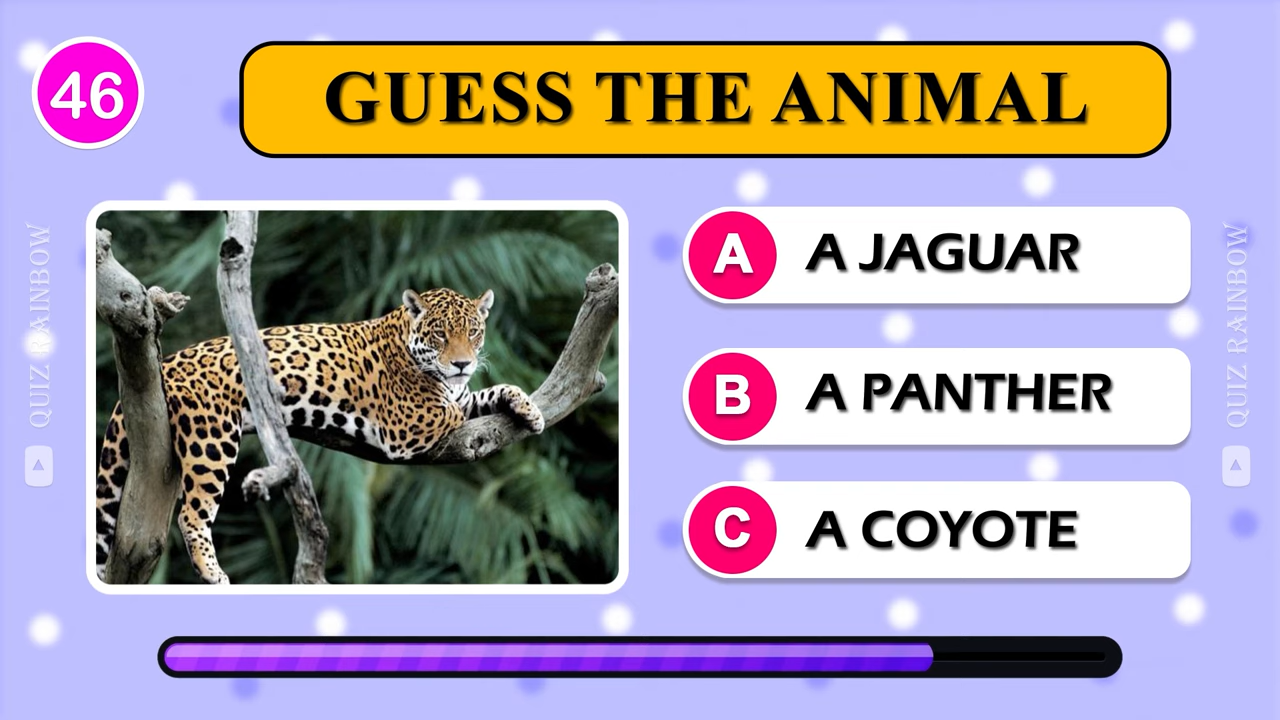 46
GUESS THE ANIMAL
A A JAGUAR
B A PANTHER
C A COYOTE
QUIZ RAINBOW
QUIZ RAINBOW